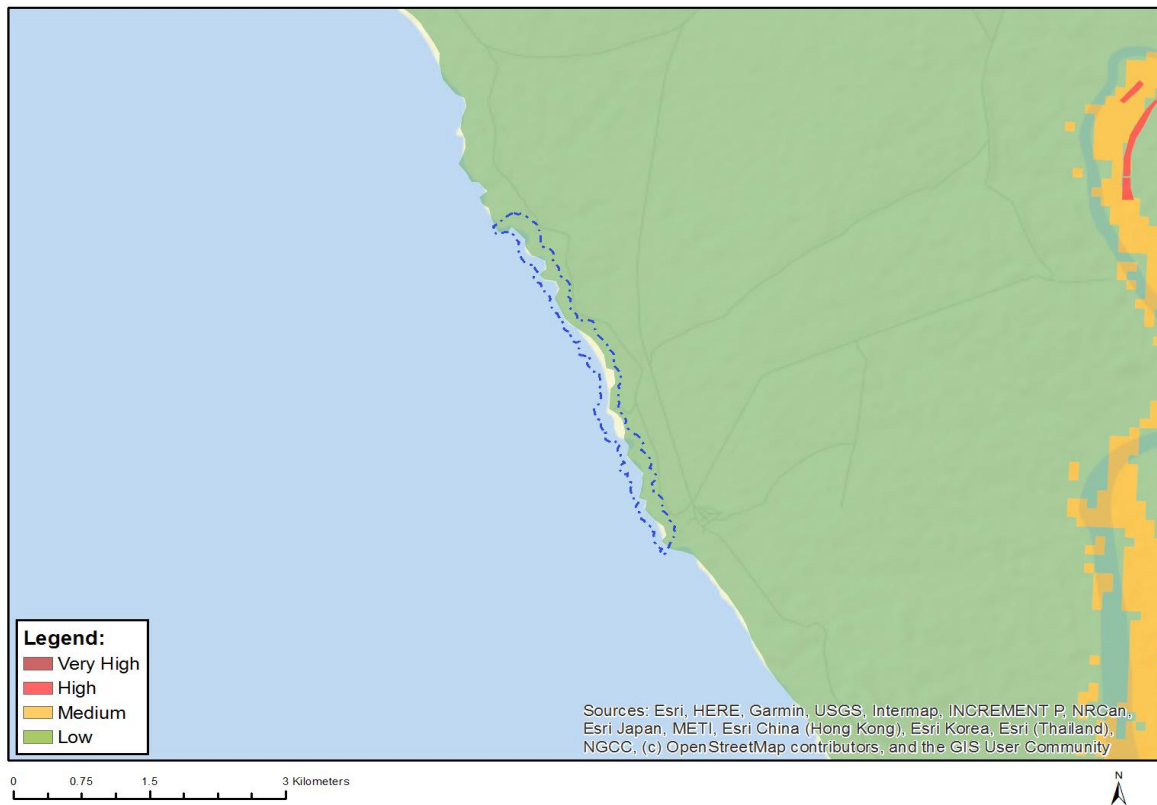 Legend:
Very High
High
Medium
Low
Sources: Esri, HERE, Garmin, USGS, Intermap, INCREMENT P, NRCan,
Esri Japan, METI, Esri China (Hong Kong), Esri Korea, Esri (Thailand),
NGCC, (c) OpenStreetMap contributors, and the GIS User Community
0 0.75 1.5 3 Kilometers
N